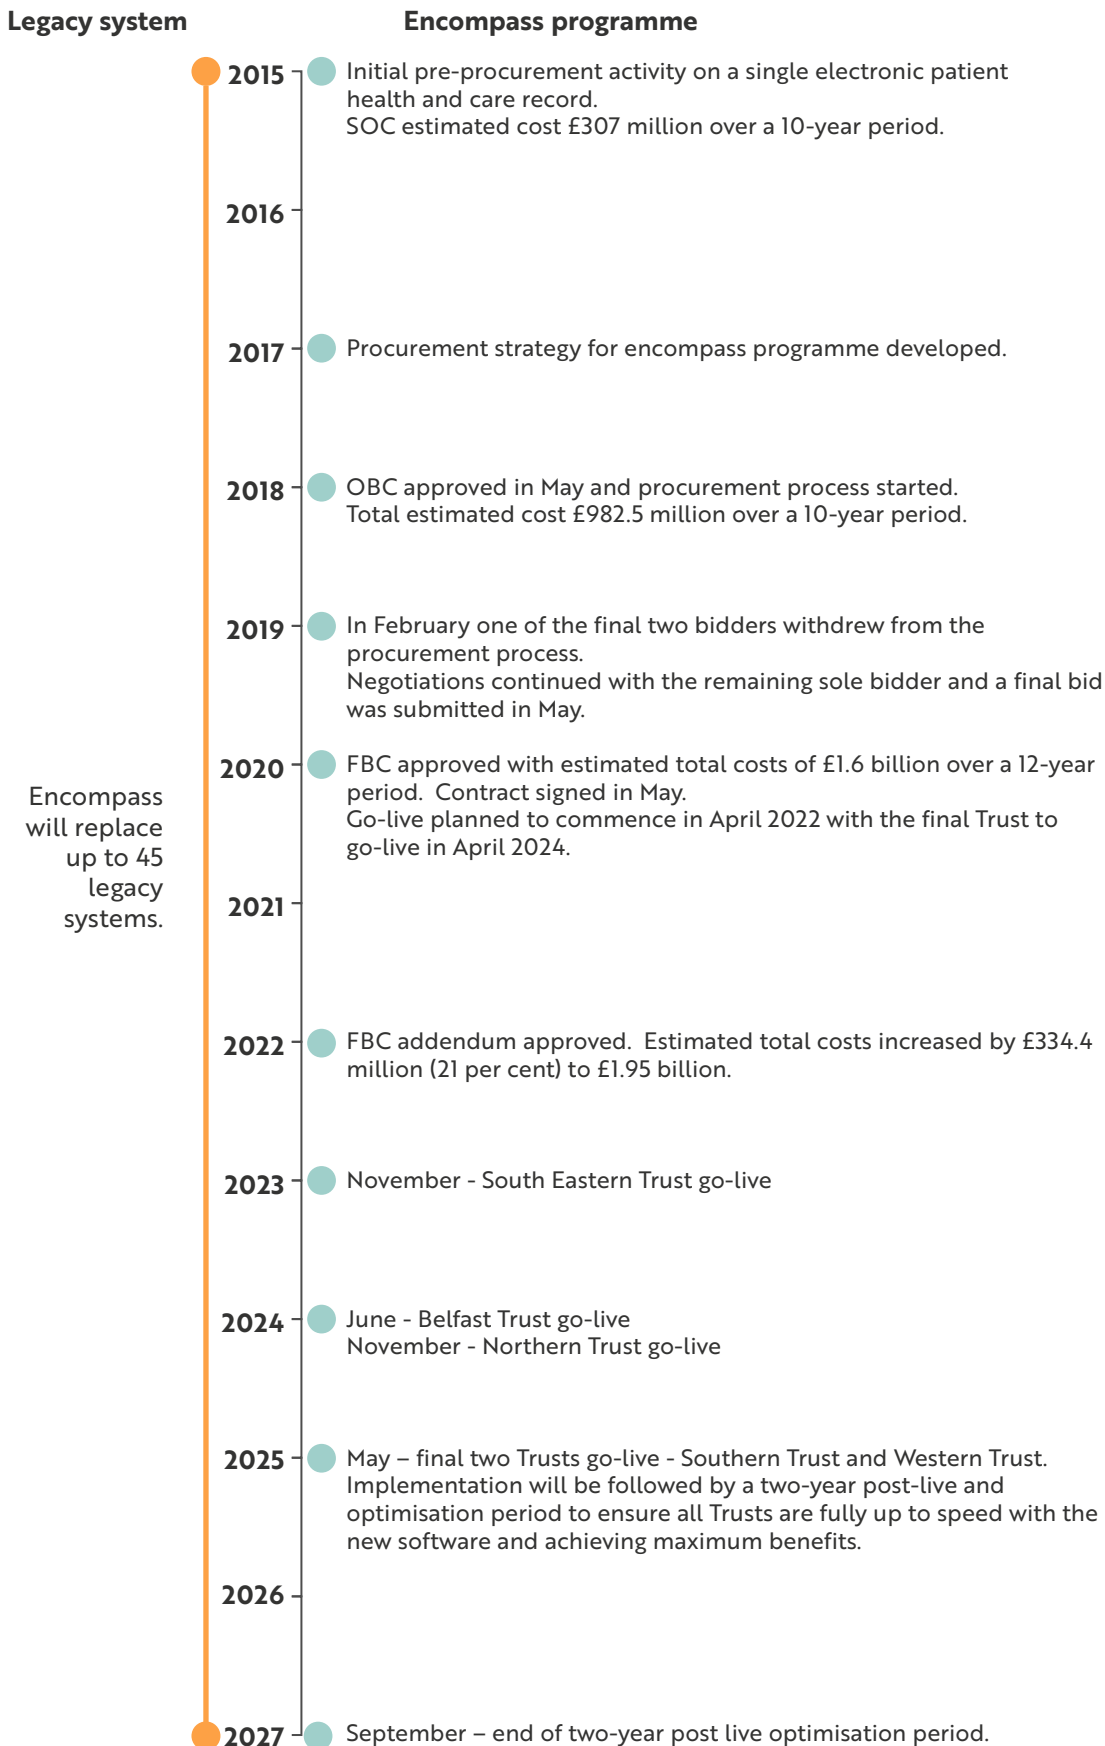 Legacy system
Encompass programme
2015
Initial pre-procurement activity on a single electronic patient
health and care record.
SOC estimated cost £307 million over a 10-year period.
2016
2017
Procurement strategy for encompass programme developed.
2018
OBC approved in May and procurement process started.
Total estimated cost £982.5 million over a 10-year period.
2019
In February one of the final two bidders withdrew from the
procurement process.
Negotiations continued with the remaining sole bidder and a final bid
was submitted in May.
2020
FBC approved with estimated total costs of £1.6 billion over a 12-year
period.  Contract signed in May.
Go-live planned to commence in April 2022 with the final Trust to
go-live in April 2024.
Encompass
will replace
up to 45
legacy
systems.
2021
2022
FBC addendum approved.  Estimated total costs increased by £334.4
million (21 per cent) to £1.95 billion.
2023
November - South Eastern Trust go-live
2024
June - Belfast Trust go-live
November - Northern Trust go-live
2025
May – final two Trusts go-live - Southern Trust and Western Trust.
Implementation will be followed by a two-year post-live and
optimisation period to ensure all Trusts are fully up to speed with the
new software and achieving maximum benefits.
2026
2027
September – end of two-year post live optimisation period.